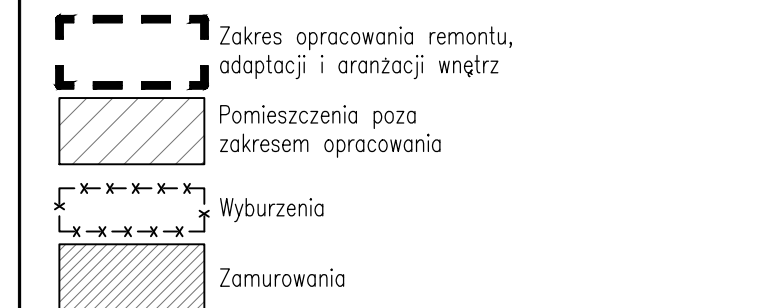 Zakres opracowania remontu,
adaptacji i aranżacji wnętrz
Pomieszczenia poza
zakresem opracowania
Wyburzenia
Zamurowania